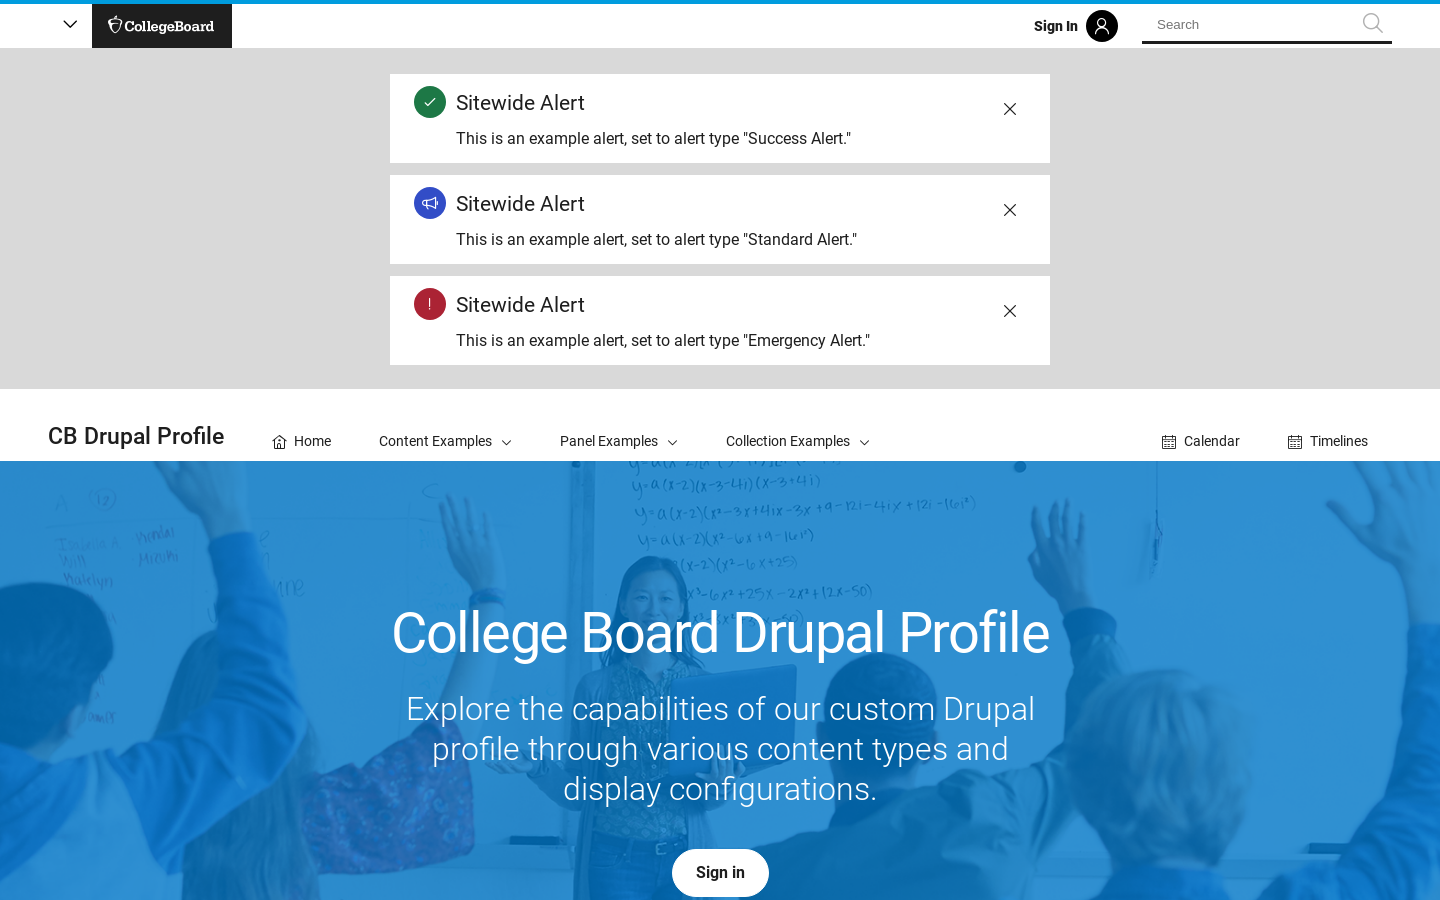 CollegeBoard
Sign In
Search
Sitewide Alert
This is an example alert, set to alert type "Success Alert."
Sitewide Alert
This is an example alert, set to alert type "Standard Alert."
Sitewide Alert
This is an example alert, set to alert type "Emergency Alert."
CB Drupal Profile
Home
Content Examples
Panel Examples
Collection Examples
Calendar
Timelines
College Board Drupal Profile
Explore the capabilities of our custom Drupal
profile through various content types and
display configurations.
Sign in